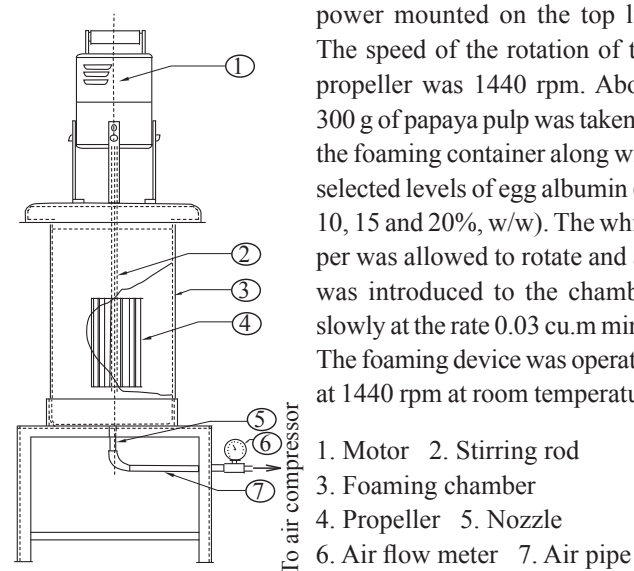 power mounted on the top l
The speed of the rotation of t
propeller was 1440 rpm. Abo
300 g of papaya pulp was taken
the foaming container along w
selected levels of egg albumin (
10, 15 and 20%, w/w). The whi
per was allowed to rotate and
was introduced to the chamb
slowly at the rate 0.03 cu.m min
The foaming device was operat
at 1440 rpm at room temperatu
1
2
3
4
5
6
7
To air compressor
1. Motor 2. Stirring rod
3. Foaming chamber
4. Propeller 5. Nozzle
6. Air flow meter 7. Air pipe